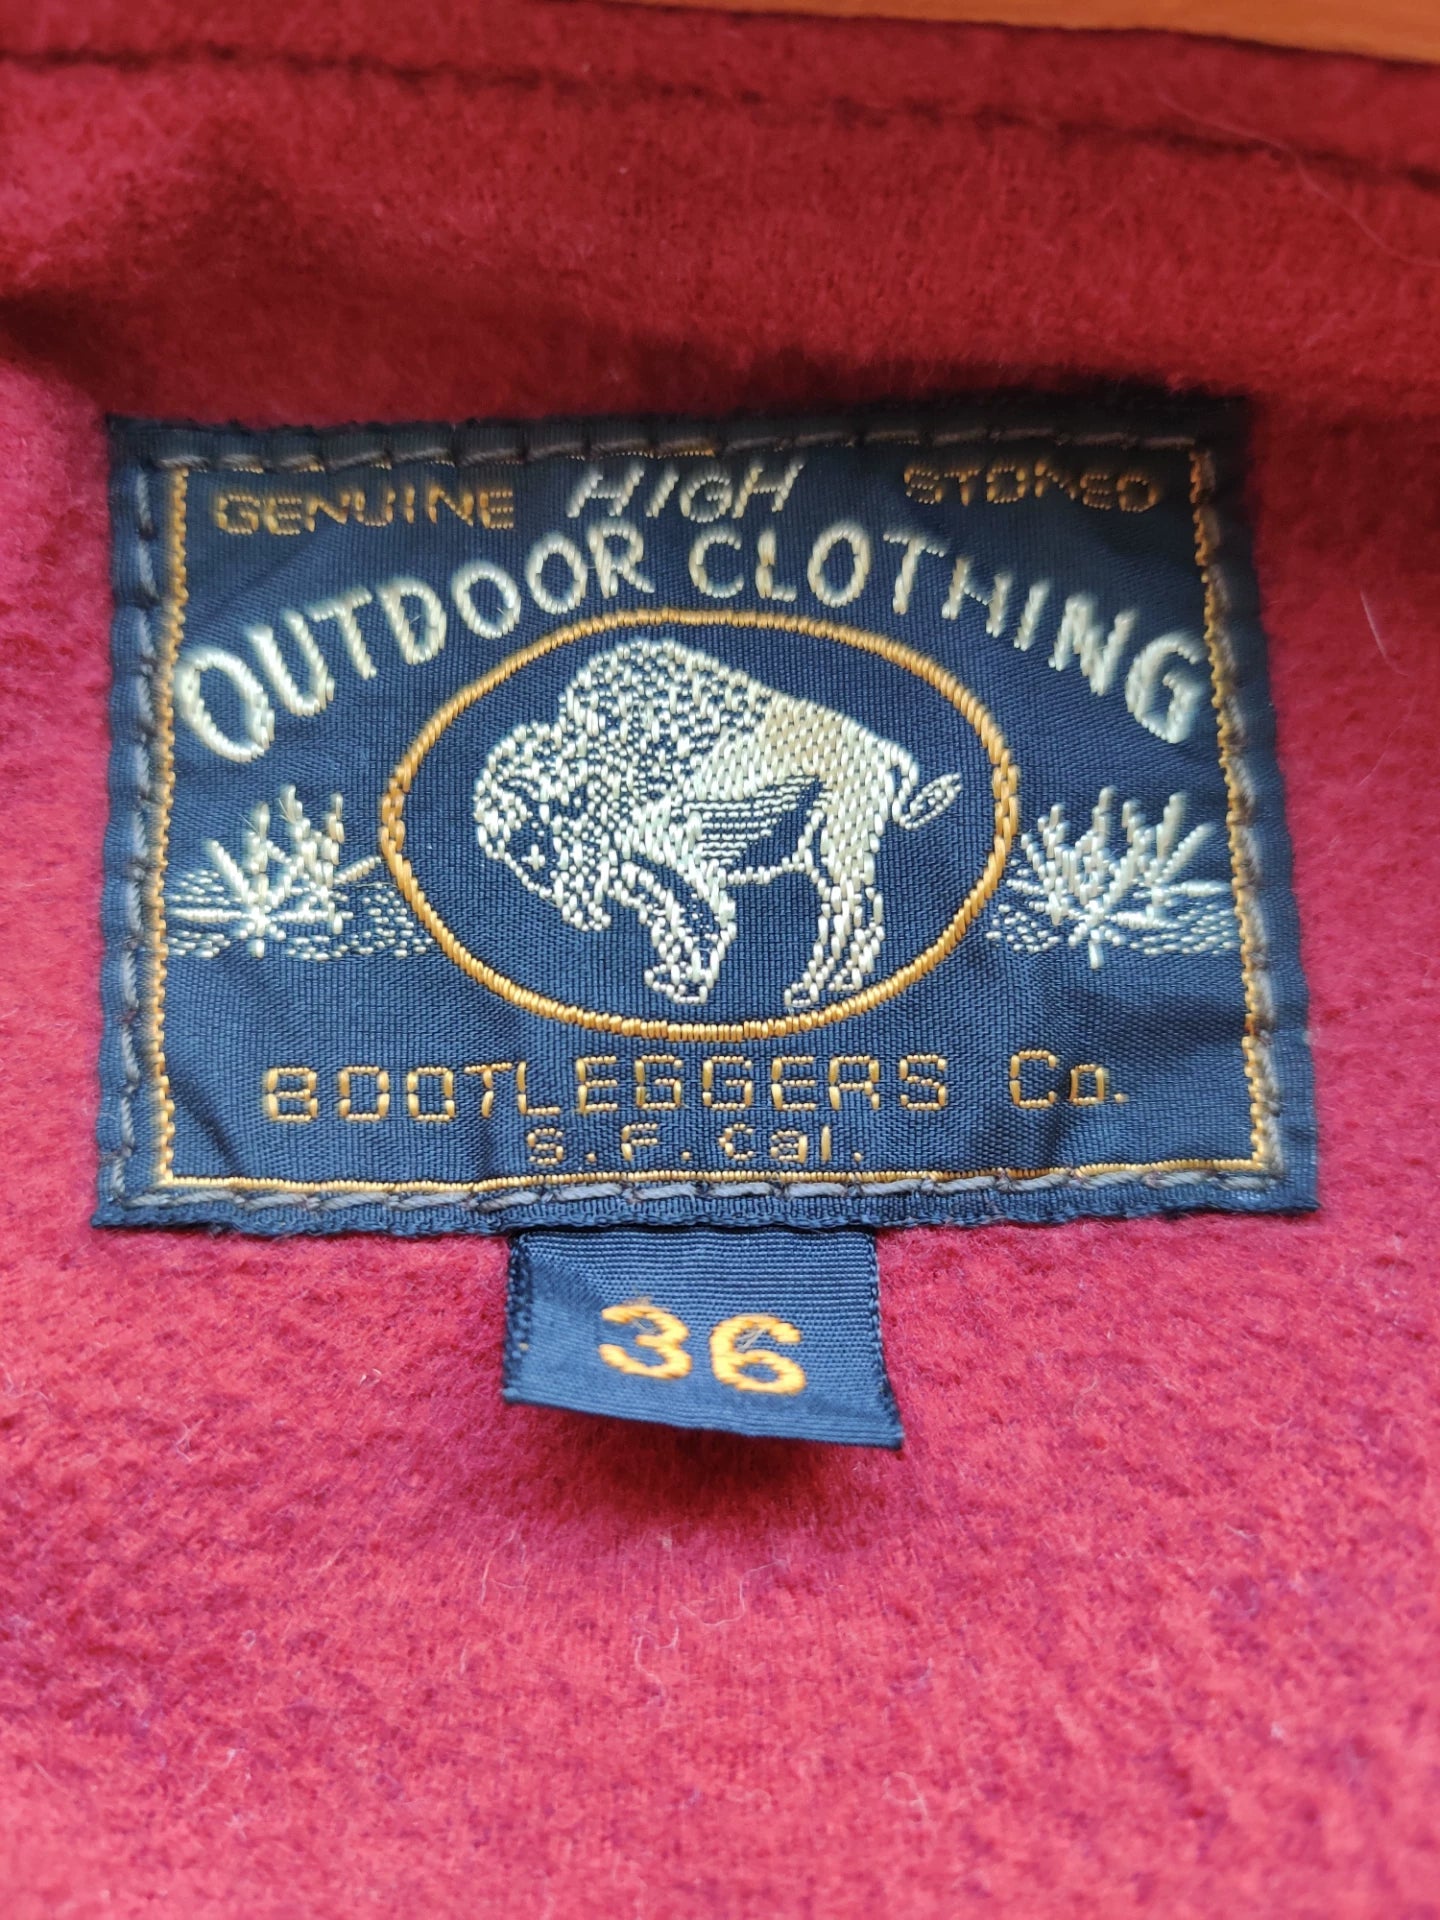 GENUINE HIGH STONED
OUTDOOR CLOTHING
BOOTLEGGERS Co.
S.F.Cal.
36